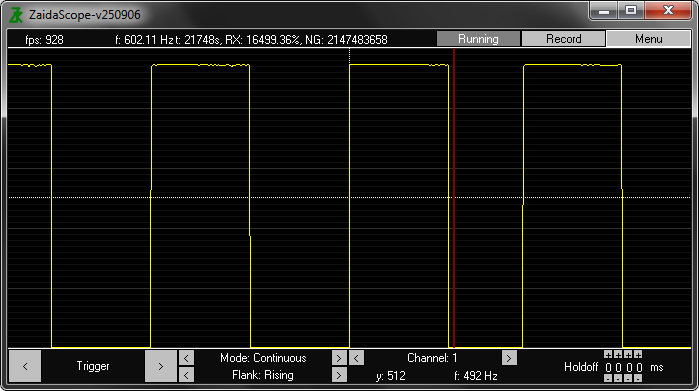 ZaidaScope-v250906
fps: 928 f: 602.11 Hz t: 21748s, RX: 16499.36%, NG: 2147483658 Running Record Menu
< Trigger > < Mode: Continuous > < Channel: 1 >
< Flank: Rising > y: 512 f: 492 Hz
Holdoff + + + +
0 0 0 0 ms
- - - -